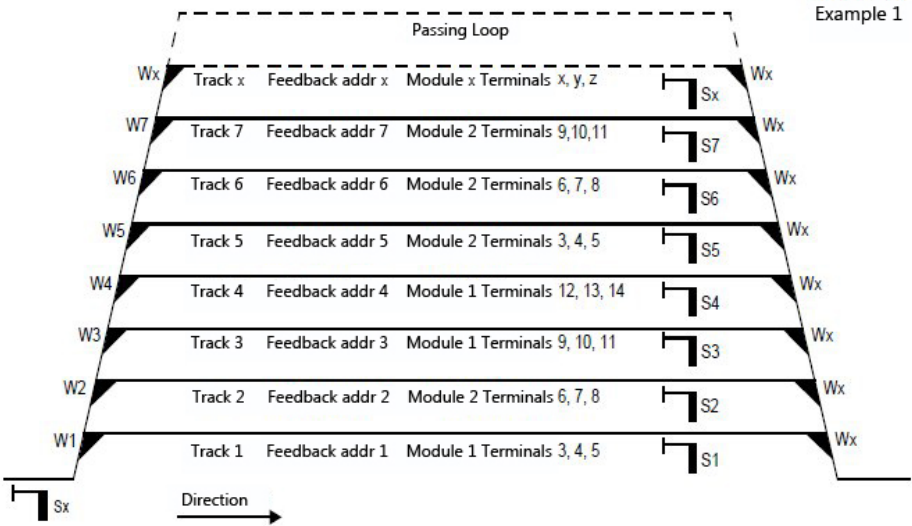 Example 1
Passing Loop
Wx Track x Feedback addr x Module x Terminals x, y, z Sx Wx
W7 Track 7 Feedback addr 7 Module 2 Terminals 9,10,11 S7 Wx
W6 Track 6 Feedback addr 6 Module 2 Terminals 6, 7, 8 S6 Wx
W5 Track 5 Feedback addr 5 Module 2 Terminals 3, 4, 5 S5 Wx
W4 Track 4 Feedback addr 4 Module 1 Terminals 12, 13, 14 S4 Wx
W3 Track 3 Feedback addr 3 Module 1 Terminals 9, 10, 11 S3 Wx
W2 Track 2 Feedback addr 2 Module 2 Terminals 6, 7, 8 S2 Wx
W1 Track 1 Feedback addr 1 Module 1 Terminals 3, 4, 5 S1 Wx
Sx Direction